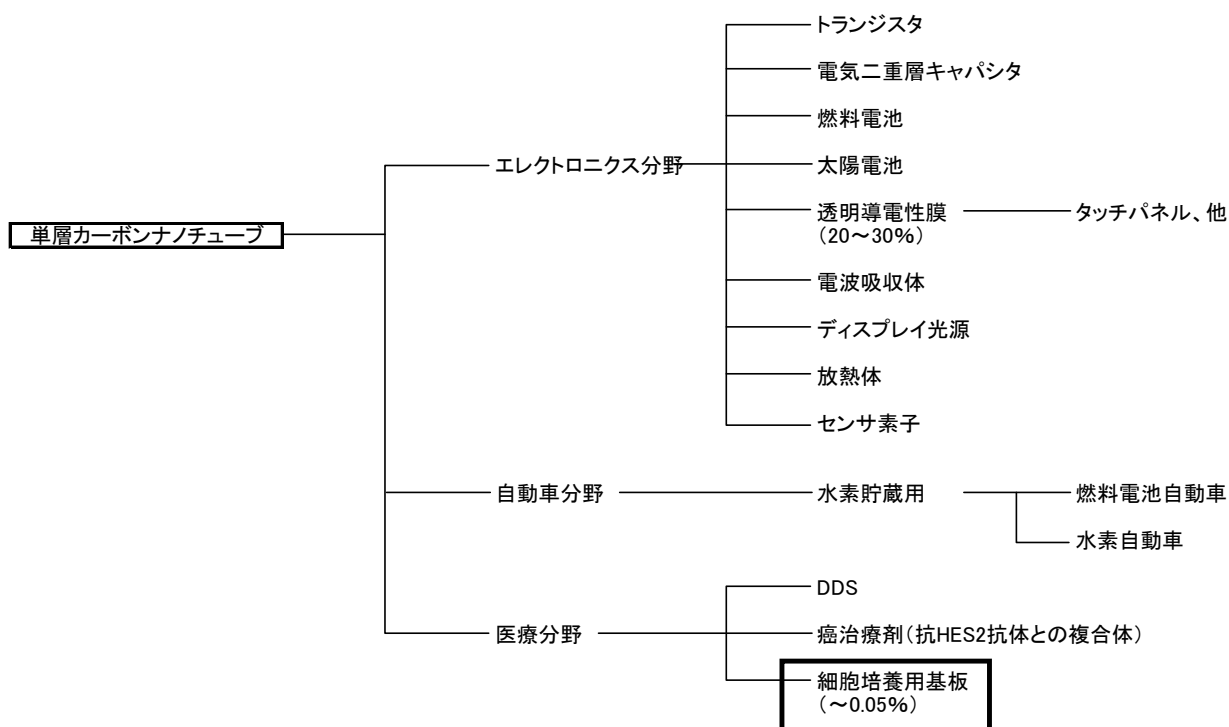 トランジスタ
電気二重層キャパシタ
燃料電池
エレクトロニクス分野
太陽電池
単層カーボンナノチューブ
透明導電性膜
タッチパネル、他
(20～30%)
電波吸収体
ディスプレイ光源
放熱体
センサ素子
自動車分野
水素貯蔵用
燃料電池自動車
水素自動車
DDS
医療分野
癌治療剤(抗HES2抗体との複合体)
細胞培養用基板
(～0.05%)